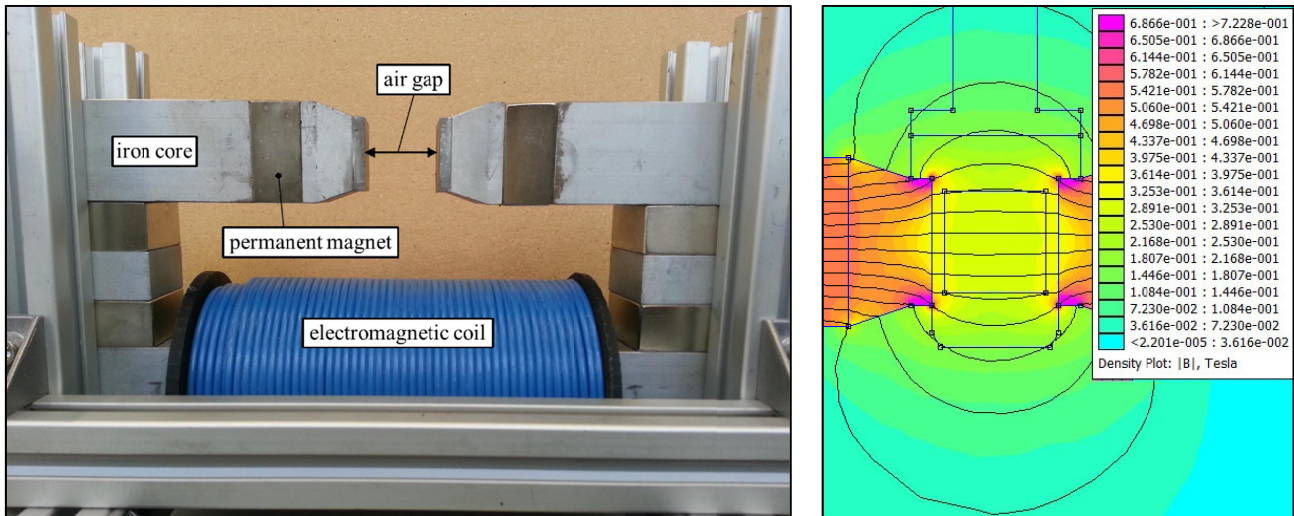 air gap
iron core
permanent magnet
electromagnetic coil
6.866e-001 : >7.228e-001
6.505e-001 : 6.866e-001
6.144e-001 : 6.505e-001
5.782e-001 : 6.144e-001
5.421e-001 : 5.782e-001
5.060e-001 : 5.421e-001
4.698e-001 : 5.060e-001
4.337e-001 : 4.698e-001
3.975e-001 : 4.337e-001
3.614e-001 : 3.975e-001
3.253e-001 : 3.614e-001
2.891e-001 : 3.253e-001
2.530e-001 : 2.891e-001
2.168e-001 : 2.530e-001
1.807e-001 : 2.168e-001
1.446e-001 : 1.807e-001
1.084e-001 : 1.446e-001
7.230e-002 : 1.084e-001
3.616e-002 : 7.230e-002
<2.201e-005 : 3.616e-002
Density Plot: |B|, Tesla